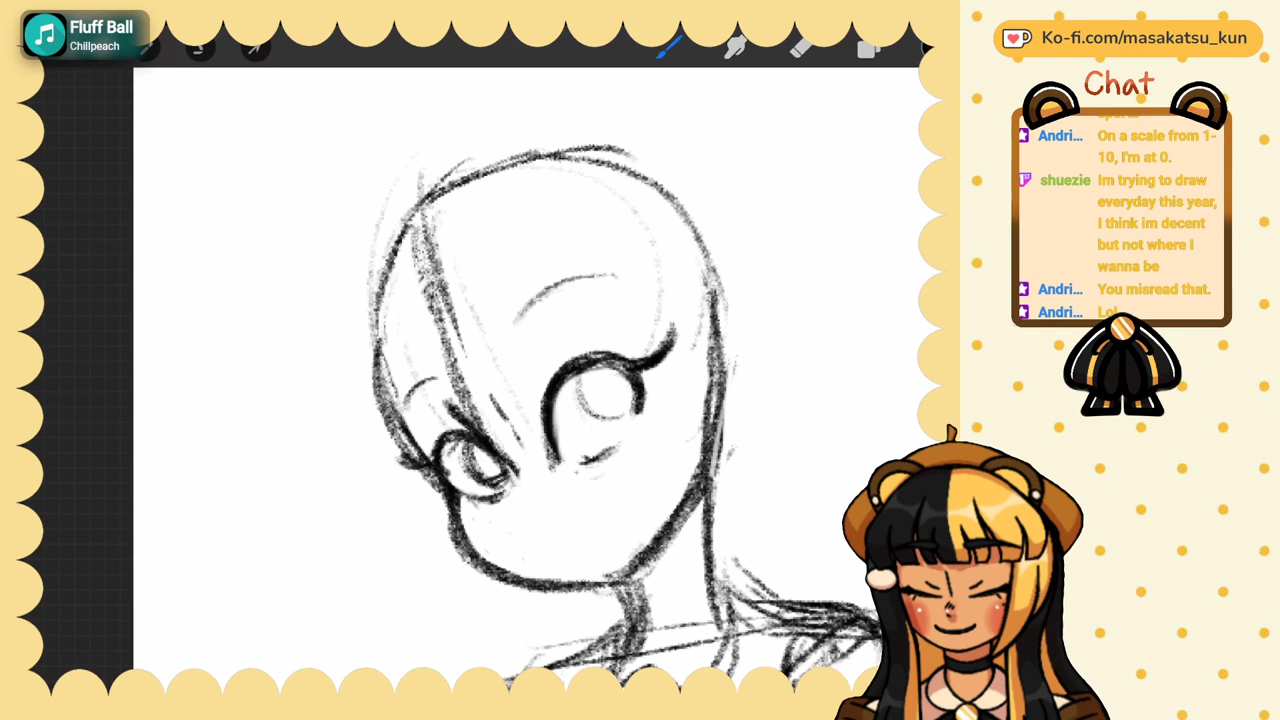 Fluff Ball
Chillpeach
Ko-fi.com/masakatsu_kun
Chat
Andri... On a scale from 1-
10, I'm at 0.
shuezie Im trying to draw
everyday this year,
I think im decent
but not where I
wanna be
Andri... You misread that.
Andri... Lol